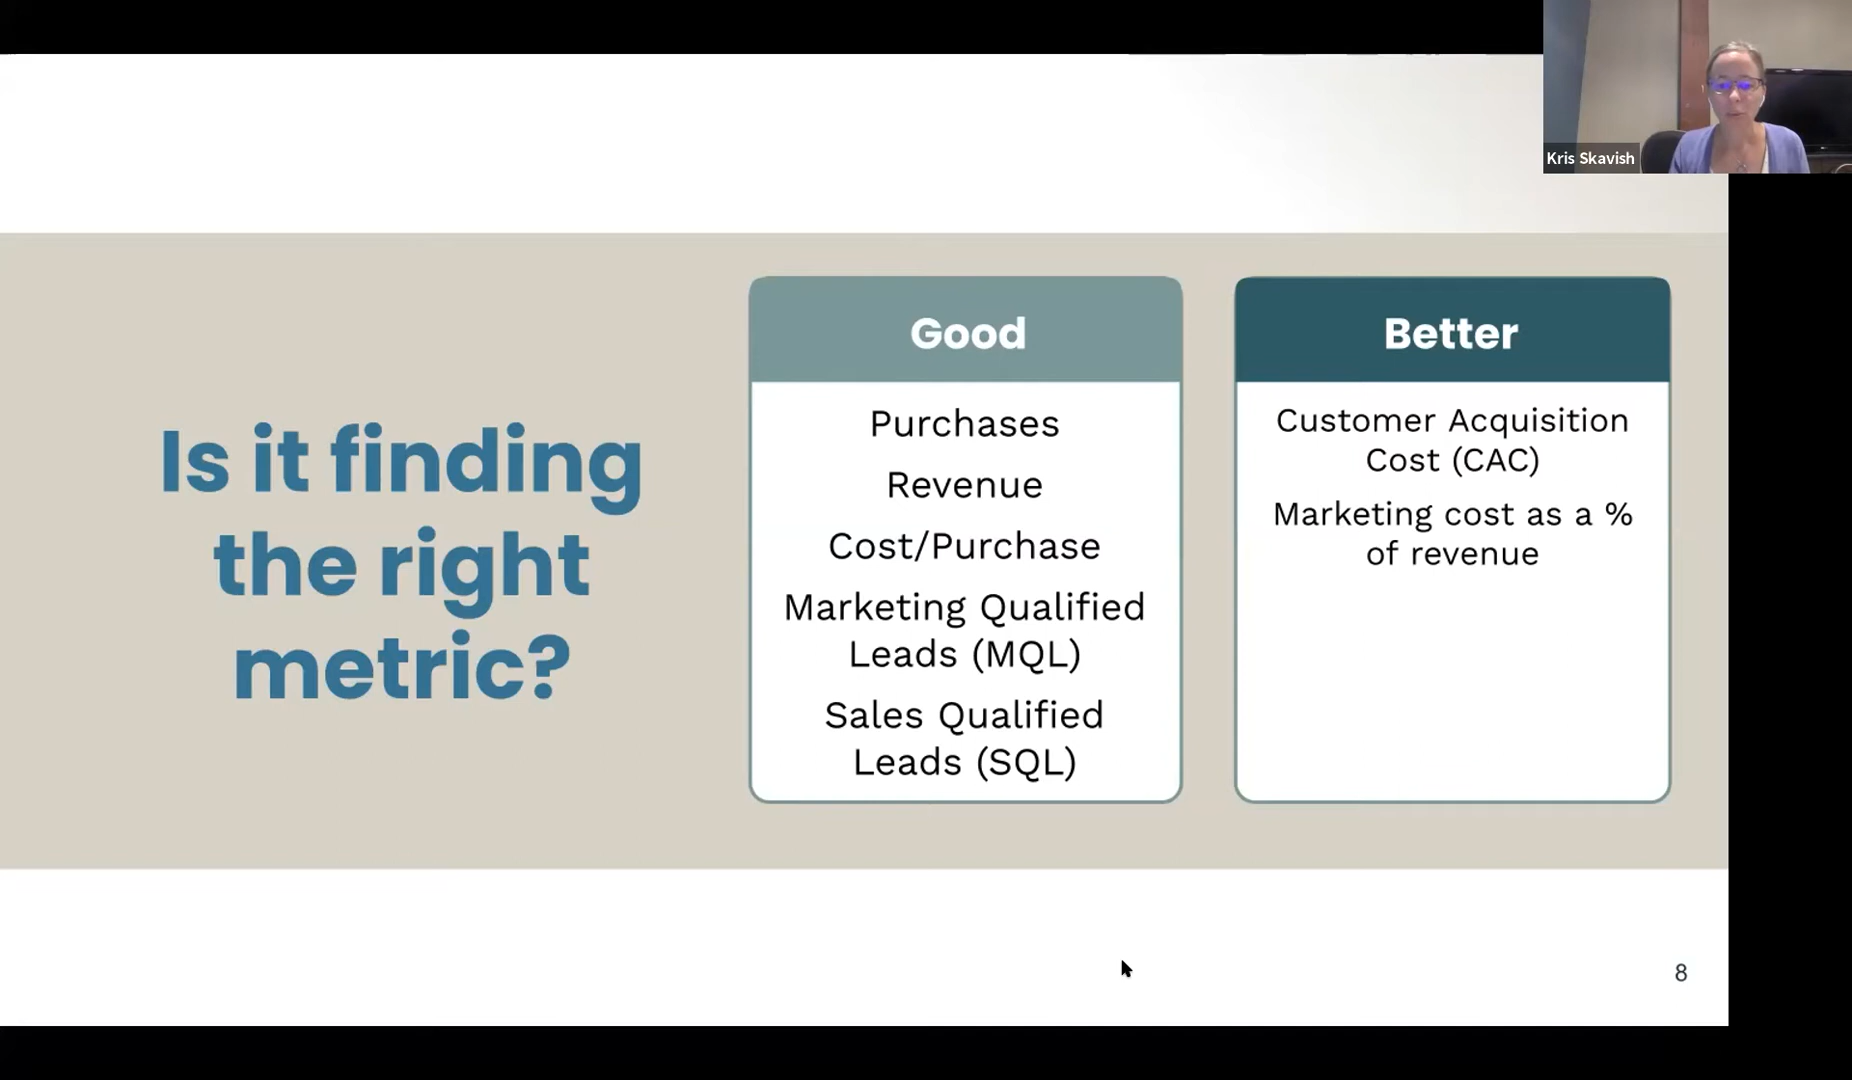 Kris Skavish
Is it finding
the right
metric?
Good
Purchases
Revenue
Cost/Purchase
Marketing Qualified
Leads (MQL)
Sales Qualified
Leads (SQL)
Better
Customer Acquisition
Cost (CAC)
Marketing cost as a %
of revenue
8